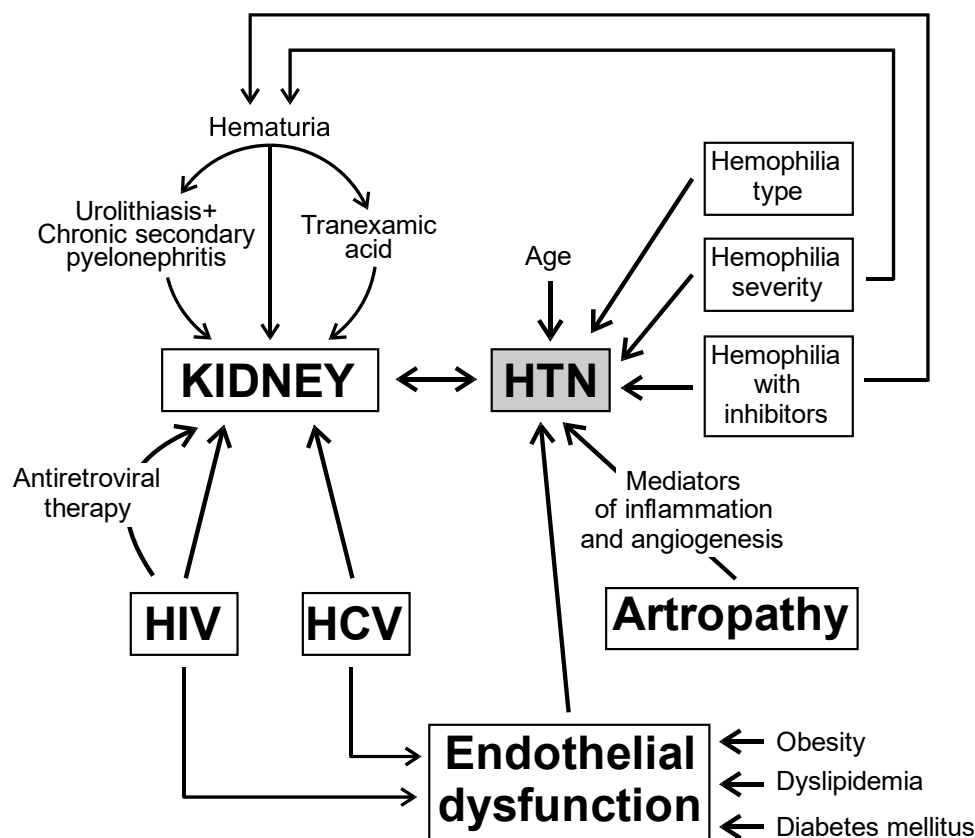 Hematuria
Urolithiasis+
Chronic secondary
pyelonephritis
Tranexamic
acid
Age
Hemophilia
type
Hemophilia
severity
Hemophilia
with
inhibitors
KIDNEY
HTN
Antiretroviral
therapy
Mediators
of inflammation
and angiogenesis
HIV
HCV
Artropathy
Endothelial
dysfunction
Obesity
Dyslipidemia
Diabetes mellitus